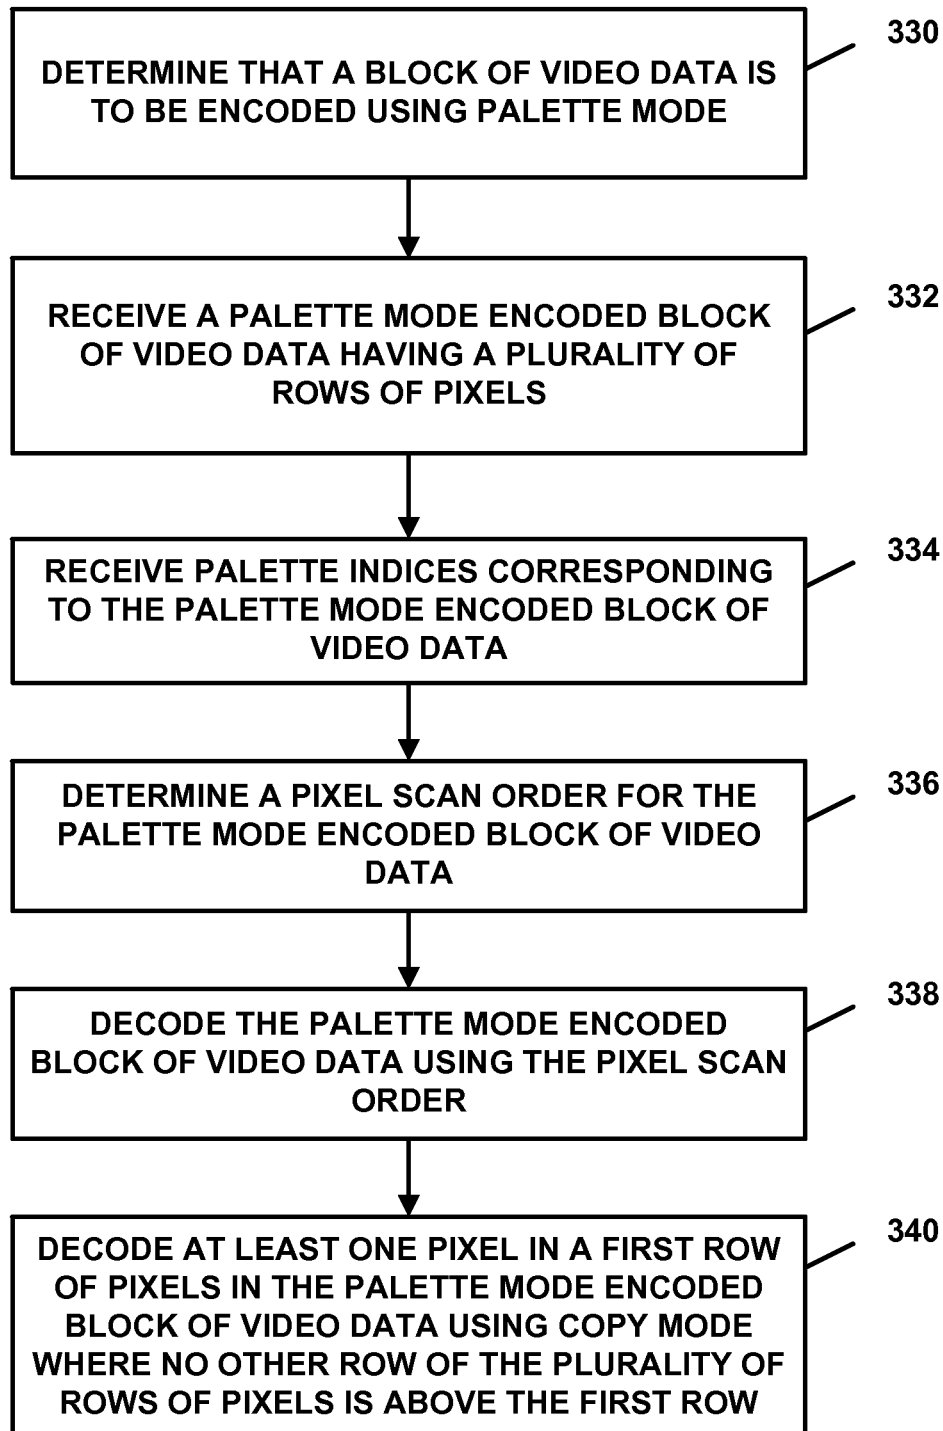 330
DETERMINE THAT A BLOCK OF VIDEO DATA IS
TO BE ENCODED USING PALETTE MODE
332
RECEIVE A PALETTE MODE ENCODED BLOCK
OF VIDEO DATA HAVING A PLURALITY OF
ROWS OF PIXELS
334
RECEIVE PALETTE INDICES CORRESPONDING
TO THE PALETTE MODE ENCODED BLOCK OF
VIDEO DATA
336
DETERMINE A PIXEL SCAN ORDER FOR THE
PALETTE MODE ENCODED BLOCK OF VIDEO
DATA
338
DECODE THE PALETTE MODE ENCODED
BLOCK OF VIDEO DATA USING THE PIXEL SCAN
ORDER
340
DECODE AT LEAST ONE PIXEL IN A FIRST ROW
OF PIXELS IN THE PALETTE MODE ENCODED
BLOCK OF VIDEO DATA USING COPY MODE
WHERE NO OTHER ROW OF THE PLURALITY OF
ROWS OF PIXELS IS ABOVE THE FIRST ROW